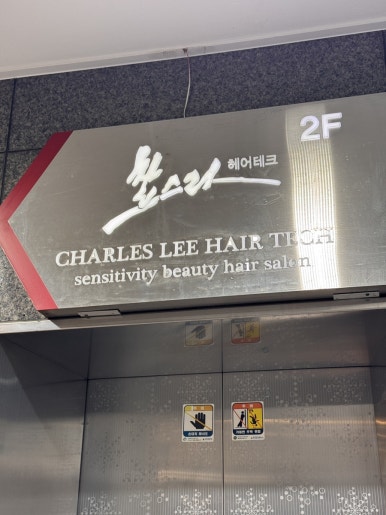 2F
찰스리 헤어테크
CHARLES LEE HAIR TECH
sensitivity beauty hair salon